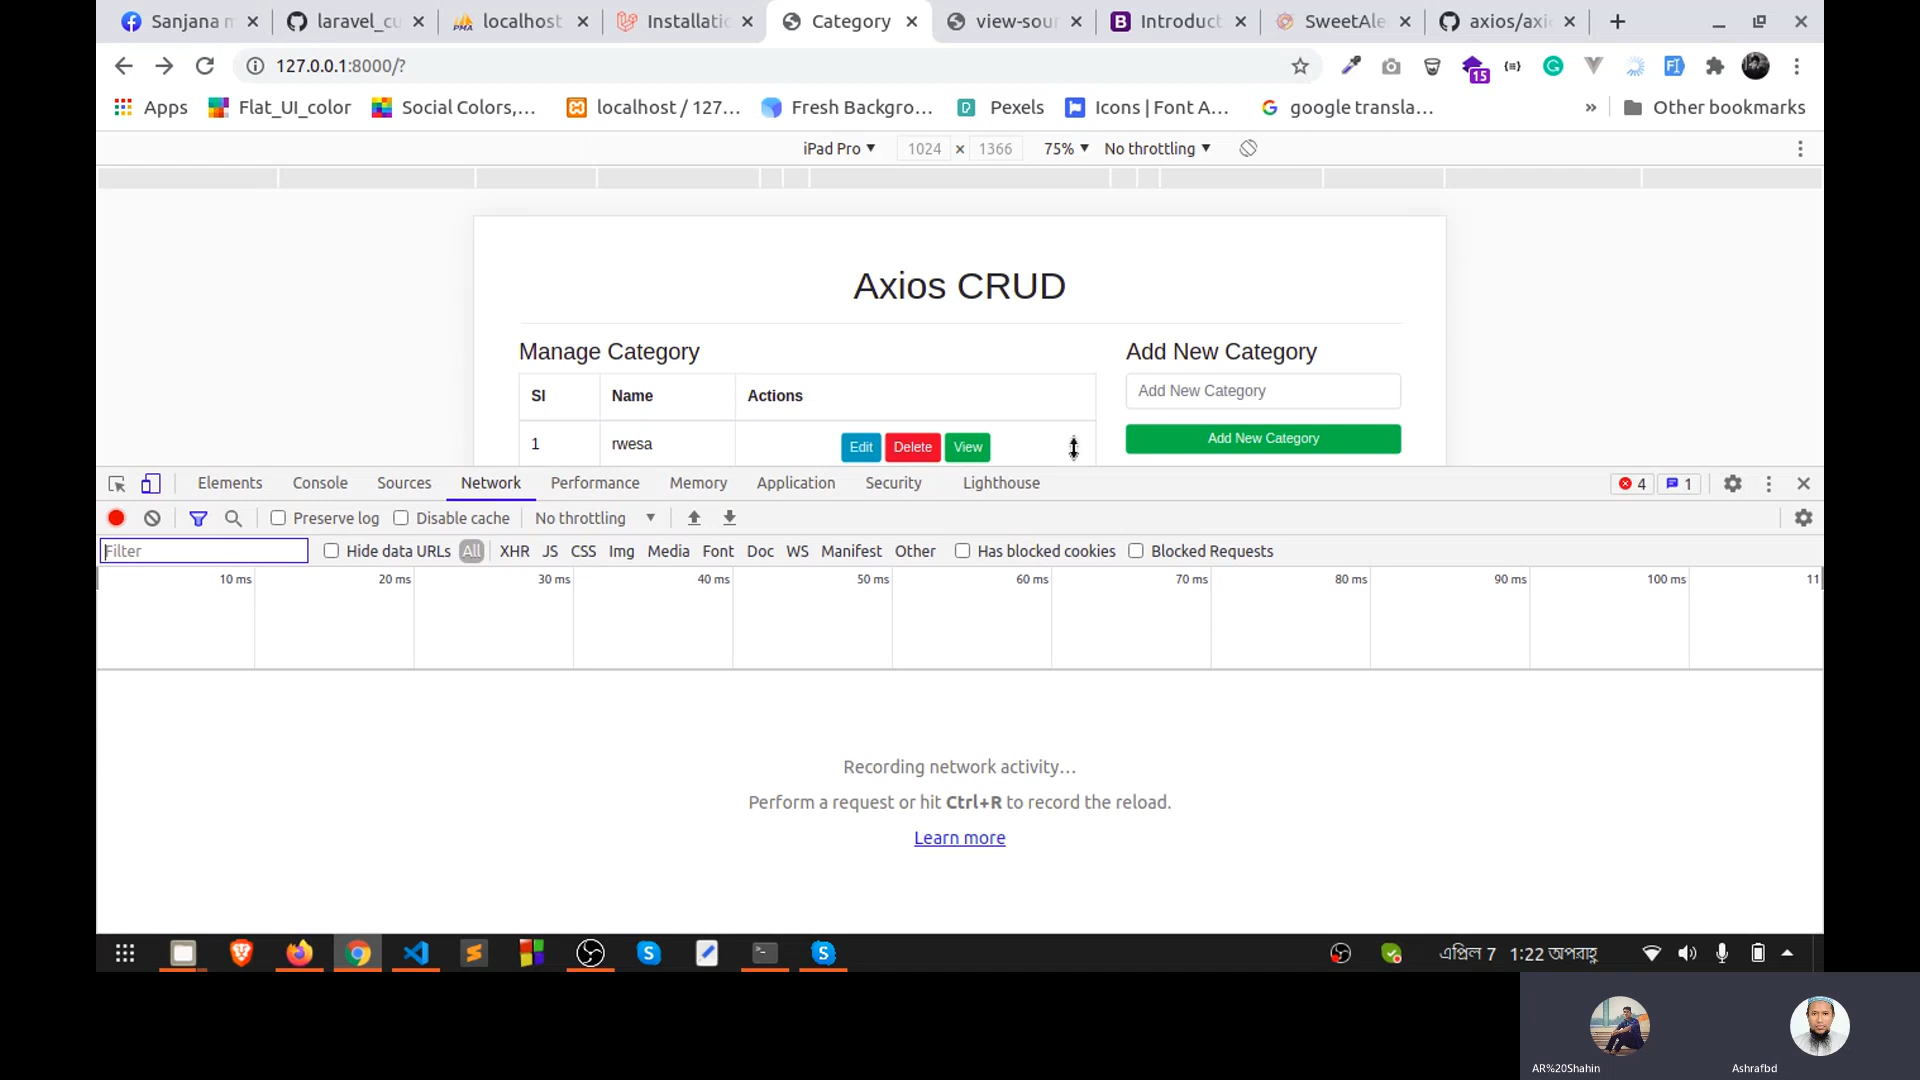 Sanjana m
laravel_cu
localhost
Installatio
Category
view-sour
Introduct
SweetAle
axios/axi
127.0.0.1:8000/?
15
Apps
Flat_UI_color
Social Colors,...
localhost / 127...
Fresh Backgro...
Pexels
Icons | Font A...
google transla...
»
Other bookmarks
iPad Pro
1024 × 1366
75%
No throttling
Axios CRUD
Manage Category
Add New Category
Sl Name Actions
Add New Category
1 rwesa Edit Delete View
Add New Category
Elements Console Sources Network Performance Memory Application Security Lighthouse
4
1
Preserve log
Disable cache
No throttling
Filter
Hide data URLs
All XHR JS CSS Img Media Font Doc WS Manifest Other
Has blocked cookies
Blocked Requests
10 ms 20 ms 30 ms 40 ms 50 ms 60 ms 70 ms 80 ms 90 ms 100 ms 11
Recording network activity…
Perform a request or hit Ctrl+R to record the reload.
Learn more
এপ্রিল 7 1:22 অপরাহ্ণ
AR%20Shahin
Ashrafbd